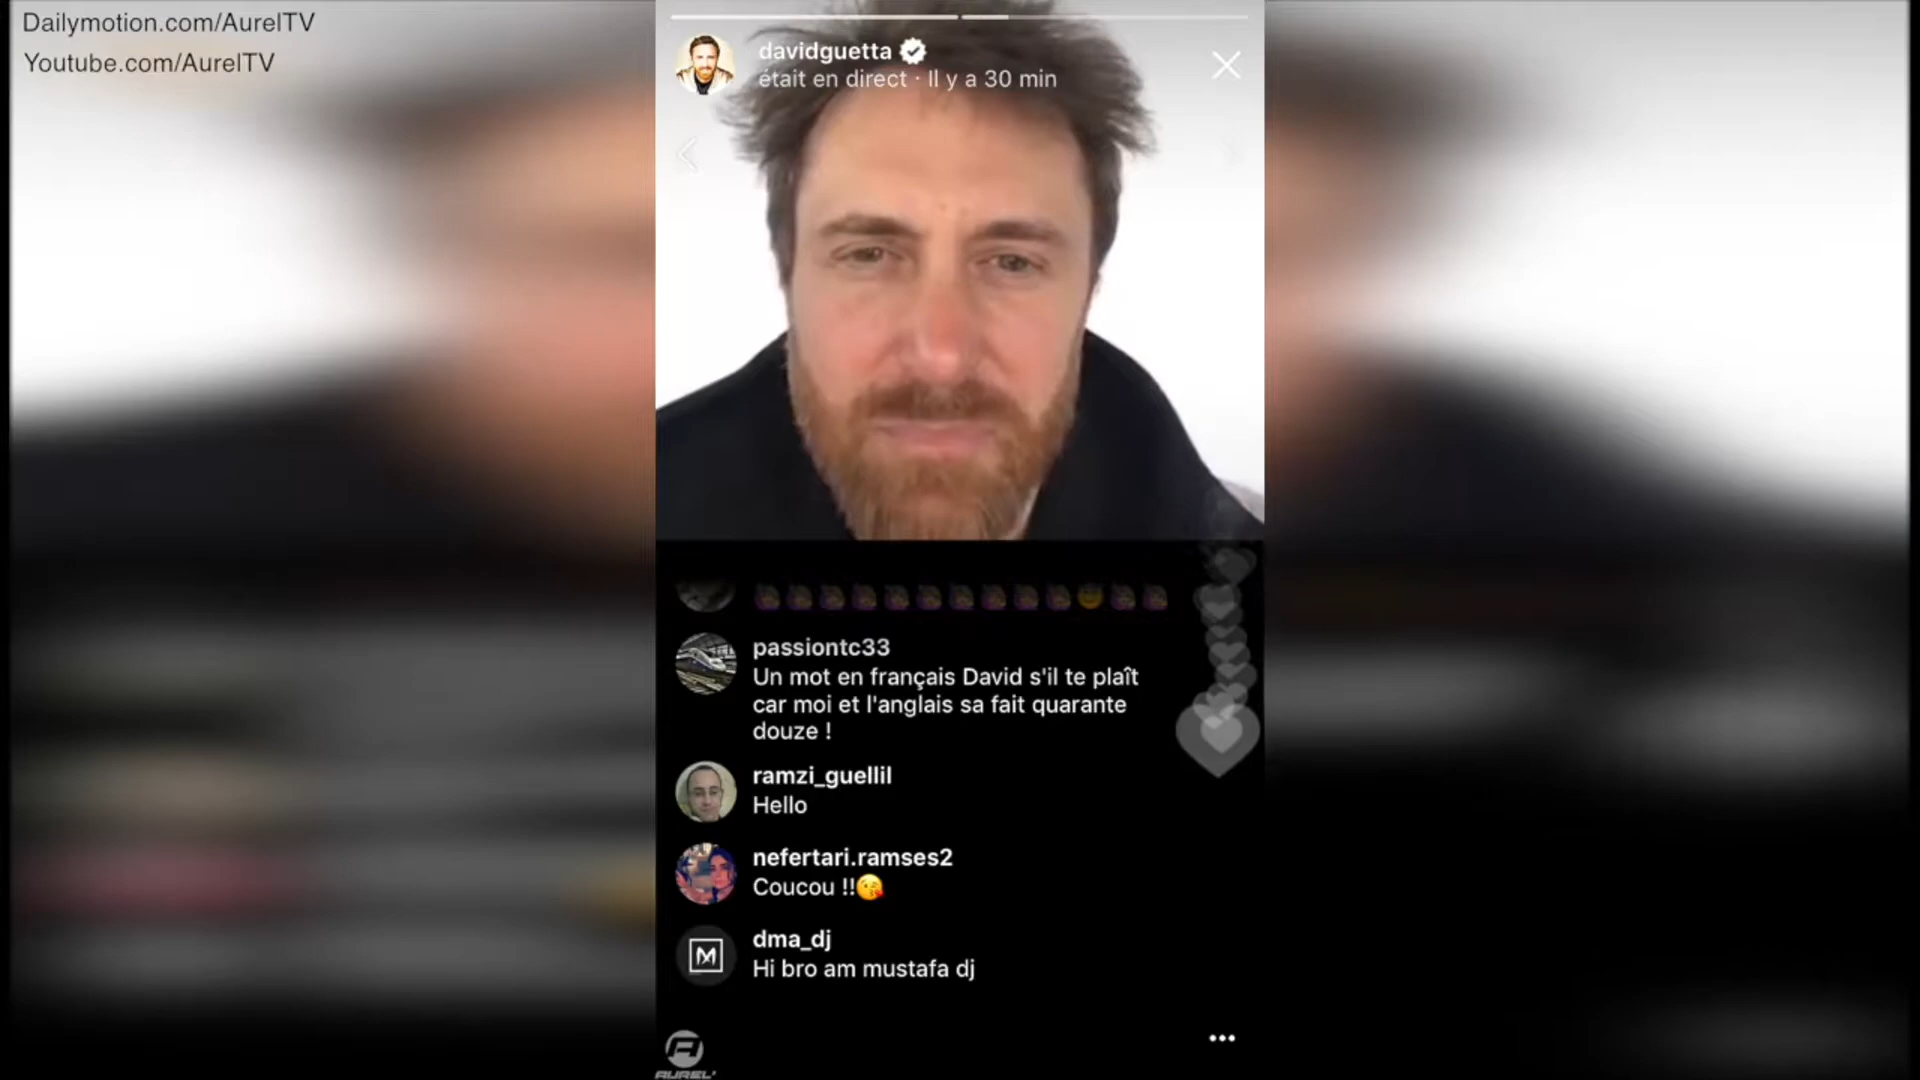 Dailymotion.com/AurelTV
Youtube.com/AurelTV
davidguetta
était en direct · Il y a 30 min
passiontc33
Un mot en français David s'il te plaît
car moi et l'anglais sa fait quarante
douze !
ramzi_guellil
Hello
nefertari.ramses2
Coucou !!😘
dma_dj
Hi bro am mustafa dj
AUREL'